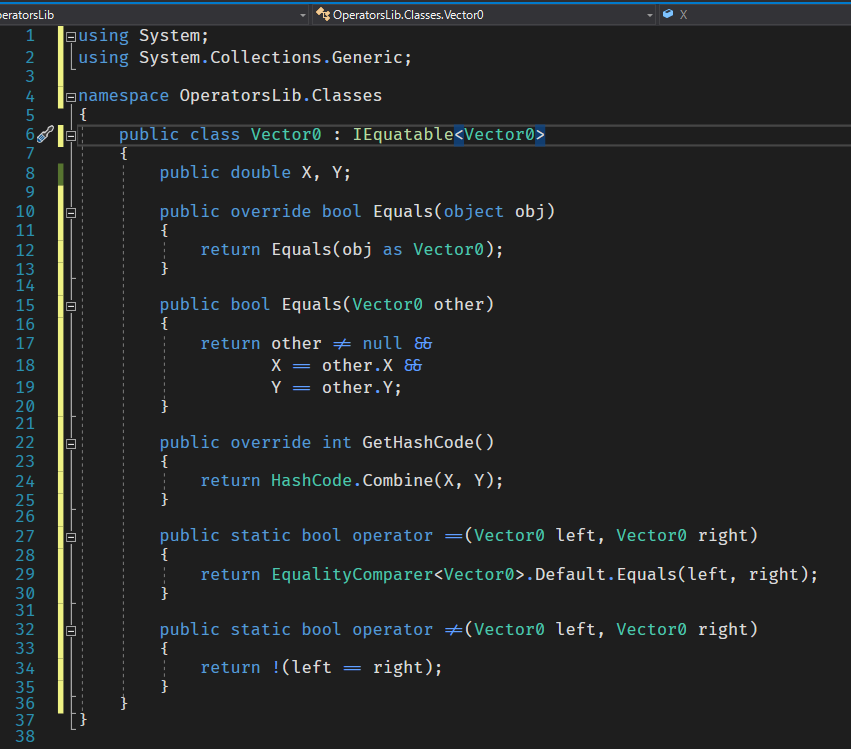 eratorsLib OperatorsLib.Classes.Vector0 X
1 using System;
2 using System.Collections.Generic;
3
4 namespace OperatorsLib.Classes
5 {
6 public class Vector0 : IEquatable<Vector0>
7 {
8 public double X, Y;
9
10 public override bool Equals(object obj)
11 {
12 return Equals(obj as Vector0);
13 }
14
15 public bool Equals(Vector0 other)
16 {
17 return other != null &&
18 X == other.X &&
19 Y == other.Y;
20 }
21
22 public override int GetHashCode()
23 {
24 return HashCode.Combine(X, Y);
25 }
26
27 public static bool operator ==(Vector0 left, Vector0 right)
28 {
29 return EqualityComparer<Vector0>.Default.Equals(left, right);
30 }
31
32 public static bool operator !=(Vector0 left, Vector0 right)
33 {
34 return !(left == right);
35 }
36 }
37 }
38